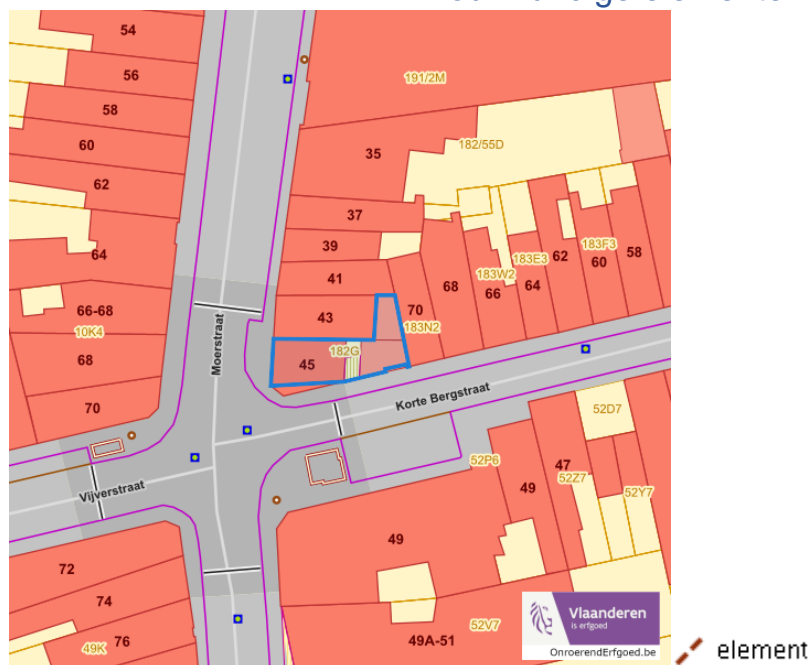 54
56
191/2M
58
60
35
182/55D
62
37
39
183E3
183F3
64
41
68
183W2
62
60
58
66
64
66-68
10K4
43
70
183N2
68
182G
45
Moerstraat
70
Korte Bergstraat
52D7
Vijverstraat
52P6
47
52Z7
49
52Y7
72
49
74
76
49K
52V7
49A-51
Vlaanderen
is erfgoed
OnroerendErfgoed.be
element